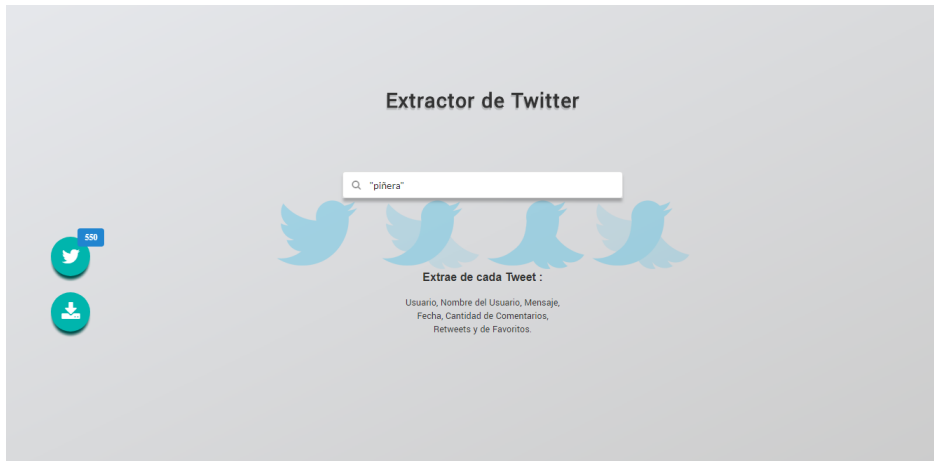 Extractor de Twitter
"piñera"
550
Extrae de cada Tweet :
Usuario, Nombre del Usuario, Mensaje,
Fecha, Cantidad de Comentarios,
Retweets y de Favoritos.